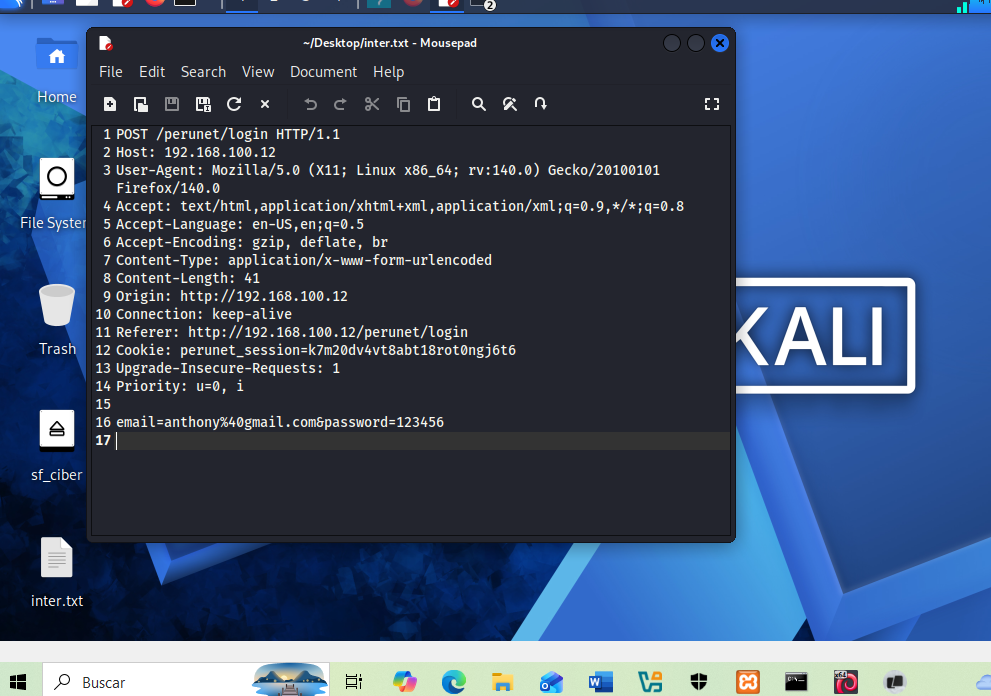 2
~/Desktop/inter.txt - Mousepad
File Edit Search View Document Help
Home
File System
Trash
sf_ciber
inter.txt
1 POST /perunet/login HTTP/1.1
2 Host: 192.168.100.12
3 User-Agent: Mozilla/5.0 (X11; Linux x86_64; rv:140.0) Gecko/20100101
Firefox/140.0
4 Accept: text/html,application/xhtml+xml,application/xml;q=0.9,*/*;q=0.8
5 Accept-Language: en-US,en;q=0.5
6 Accept-Encoding: gzip, deflate, br
7 Content-Type: application/x-www-form-urlencoded
8 Content-Length: 41
9 Origin: http://192.168.100.12
10 Connection: keep-alive
11 Referer: http://192.168.100.12/perunet/login
12 Cookie: perunet_session=k7m20dv4vt8abt18rot0ngj6t6
13 Upgrade-Insecure-Requests: 1
14 Priority: u=0, i
15
16 email=anthony%40gmail.com&password=123456
17
KALI
Buscar